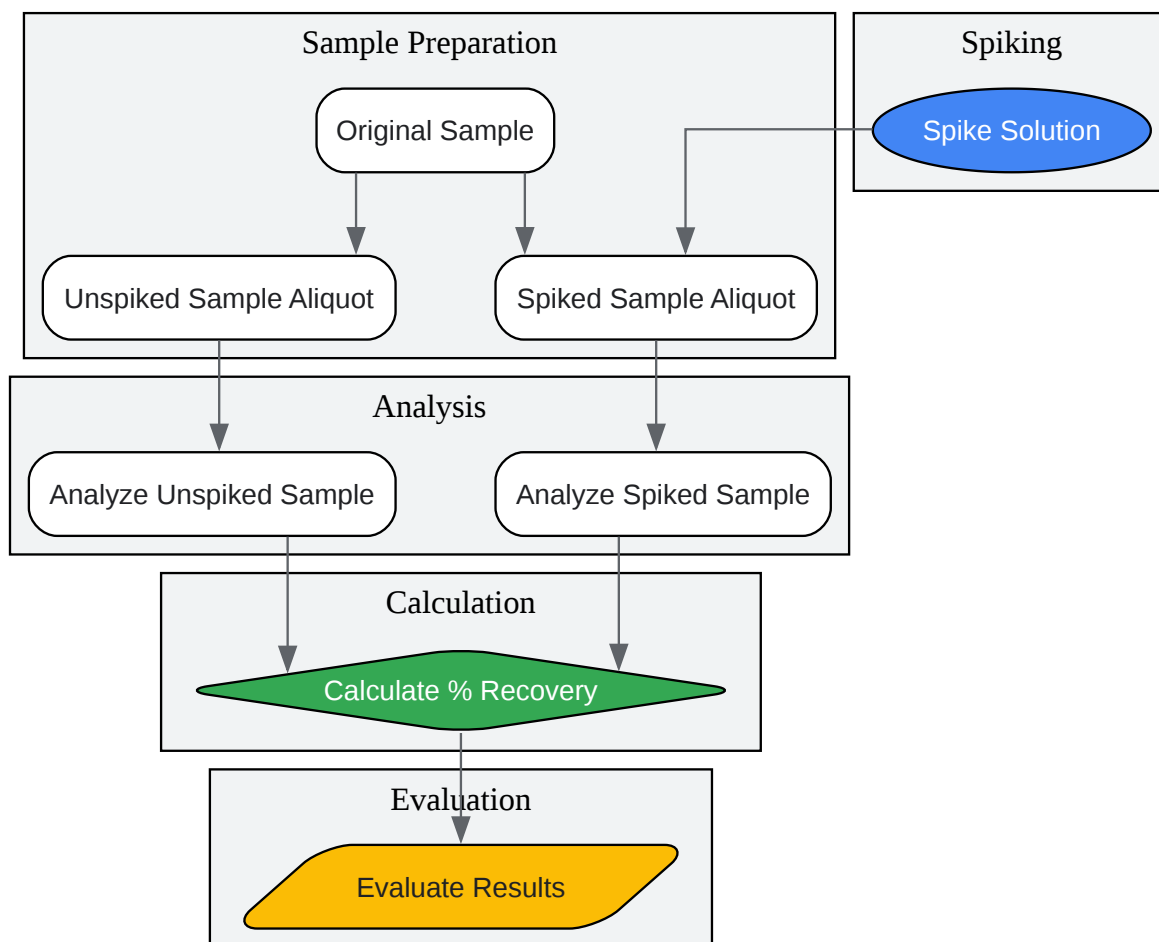 Sample Preparation
Spiking
Original Sample
Spike Solution
Unspiked Sample Aliquot
Spiked Sample Aliquot
Analysis
Analyze Unspiked Sample
Analyze Spiked Sample
Calculation
Calculate % Recovery
Evaluation
Evaluate Results